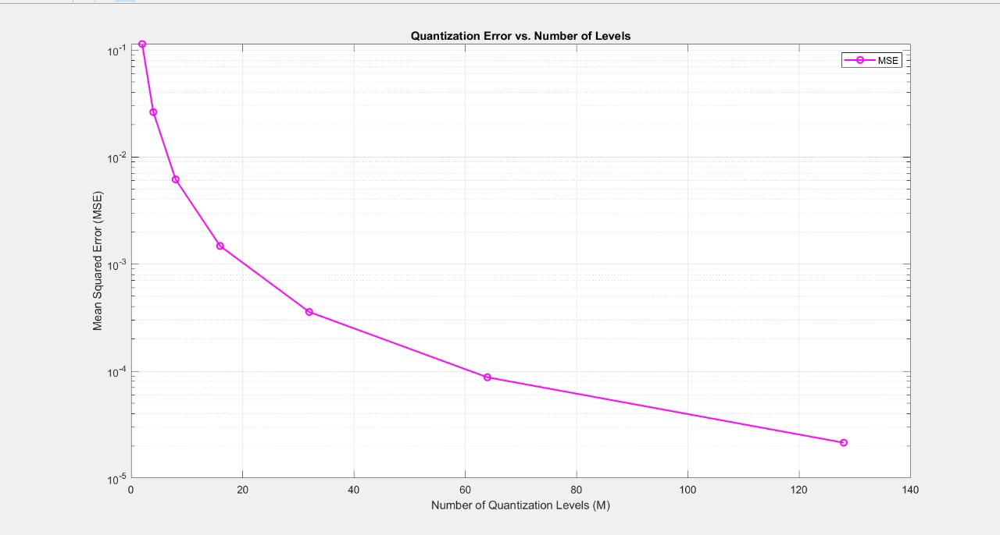 Quantization Error vs. Number of Levels
MSE
Mean Squared Error (MSE)
10^-1
10^-2
10^-3
10^-4
10^-5
0 20 40 60 80 100 120 140
Number of Quantization Levels (M)